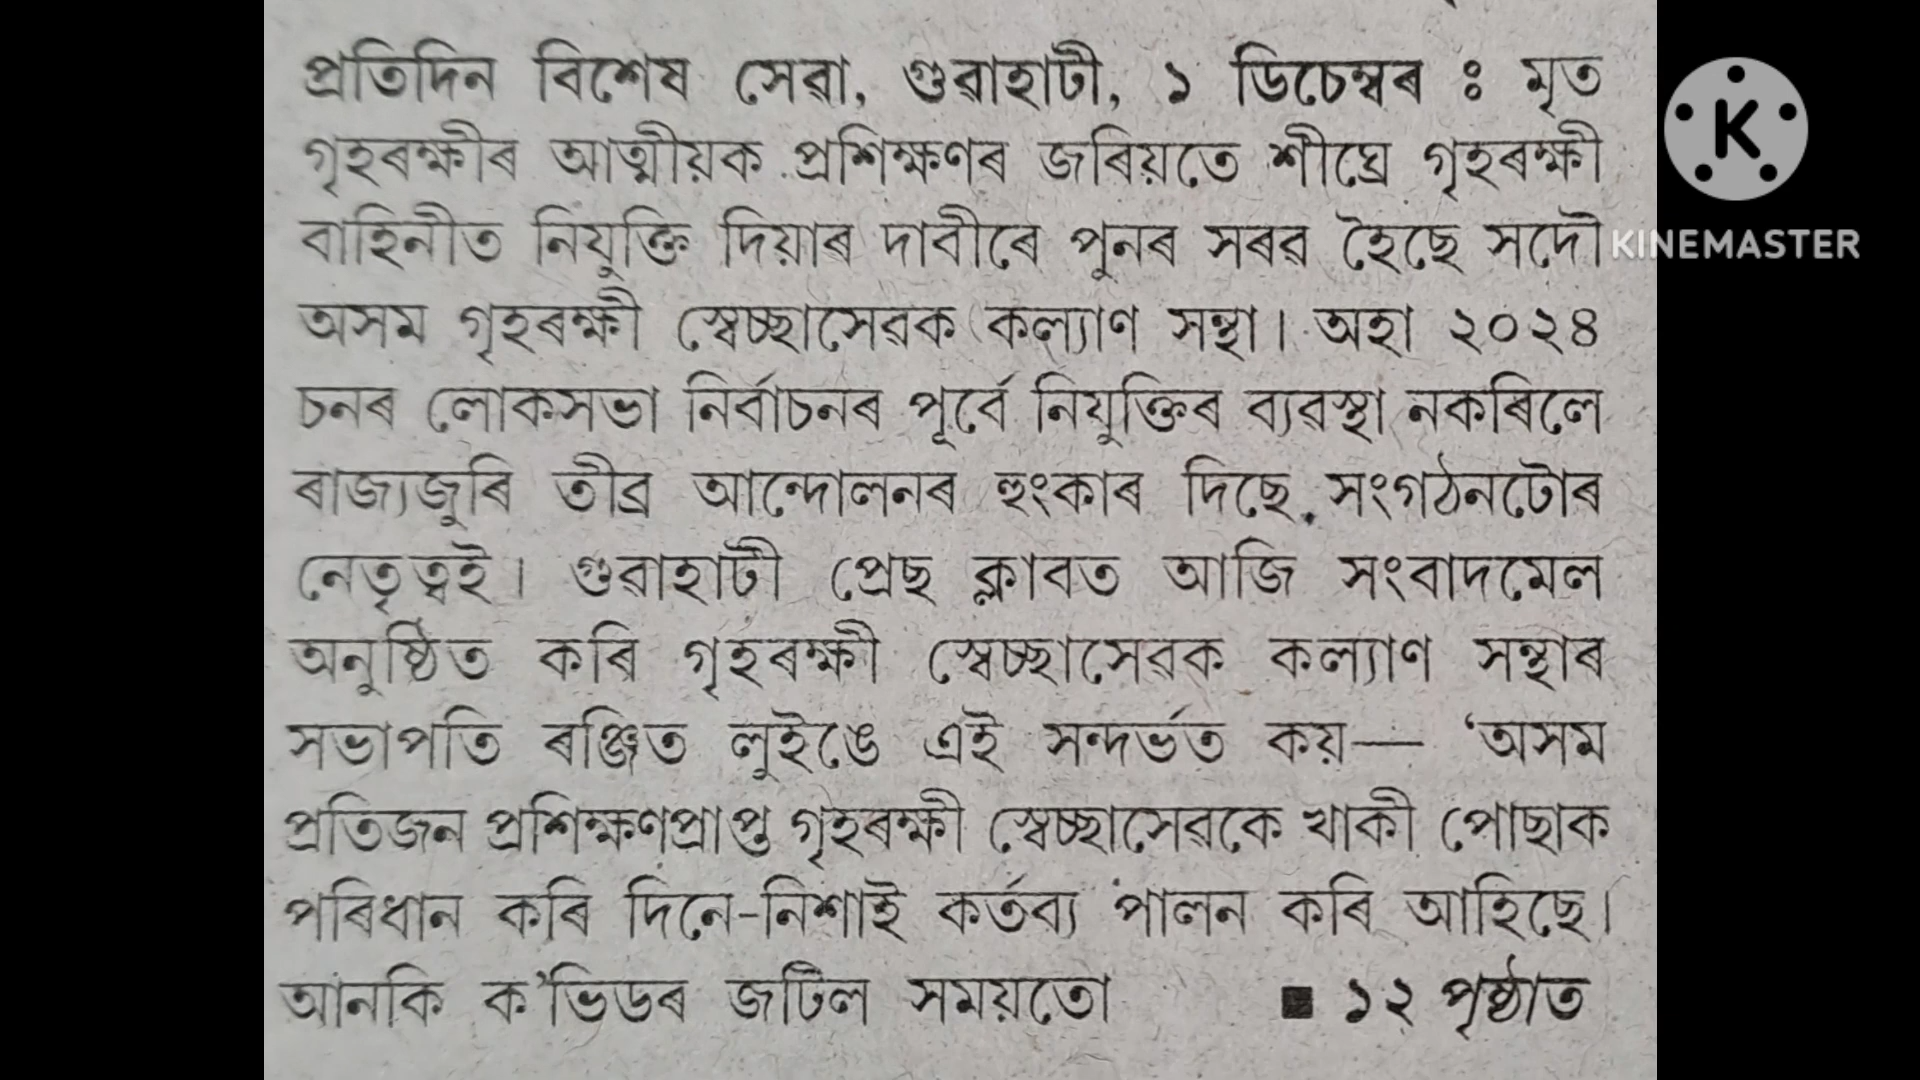 প্ৰতিদিন বিশেষ সেৱা, গুৱাহাটী, ১ ডিচেম্বৰ ঃ মৃত
গৃহৰক্ষীৰ আত্মীয়ক প্ৰশিক্ষণৰ জৰিয়তে শীঘ্ৰে গৃহৰক্ষী
বাহিনীত নিযুক্তি দিয়াৰ দাবীৰে পুনৰ সৰৱ হৈছে সদৌ
অসম গৃহৰক্ষী স্বেচ্ছাসেৱক কল্যাণ সন্থা। অহা ২০২৪
চনৰ লোকসভা নিৰ্বাচনৰ পূৰ্বে নিযুক্তিৰ ব্যৱস্থা নকৰিলে
ৰাজ্যজুৰি তীব্ৰ আন্দোলনৰ হুংকাৰ দিছে সংগঠনটোৰ
নেতৃত্বই। গুৱাহাটী প্ৰেছ ক্লাবত আজি সংবাদমেল
অনুষ্ঠিত কৰি গৃহৰক্ষী স্বেচ্ছাসেৱক কল্যাণ সন্থাৰ
সভাপতি ৰঞ্জিত লুইঙে এই সন্দৰ্ভত কয়— ‘অসম
প্ৰতিজন প্ৰশিক্ষণপ্ৰাপ্ত গৃহৰক্ষী স্বেচ্ছাসেৱকে খাকী পোছাক
পৰিধান কৰি দিনে-নিশাই কৰ্তব্য পালন কৰি আহিছে।
আনকি ক'ভিডৰ জটিল সময়তো ■ ১২ পৃষ্ঠাত
K
KINEMASTER